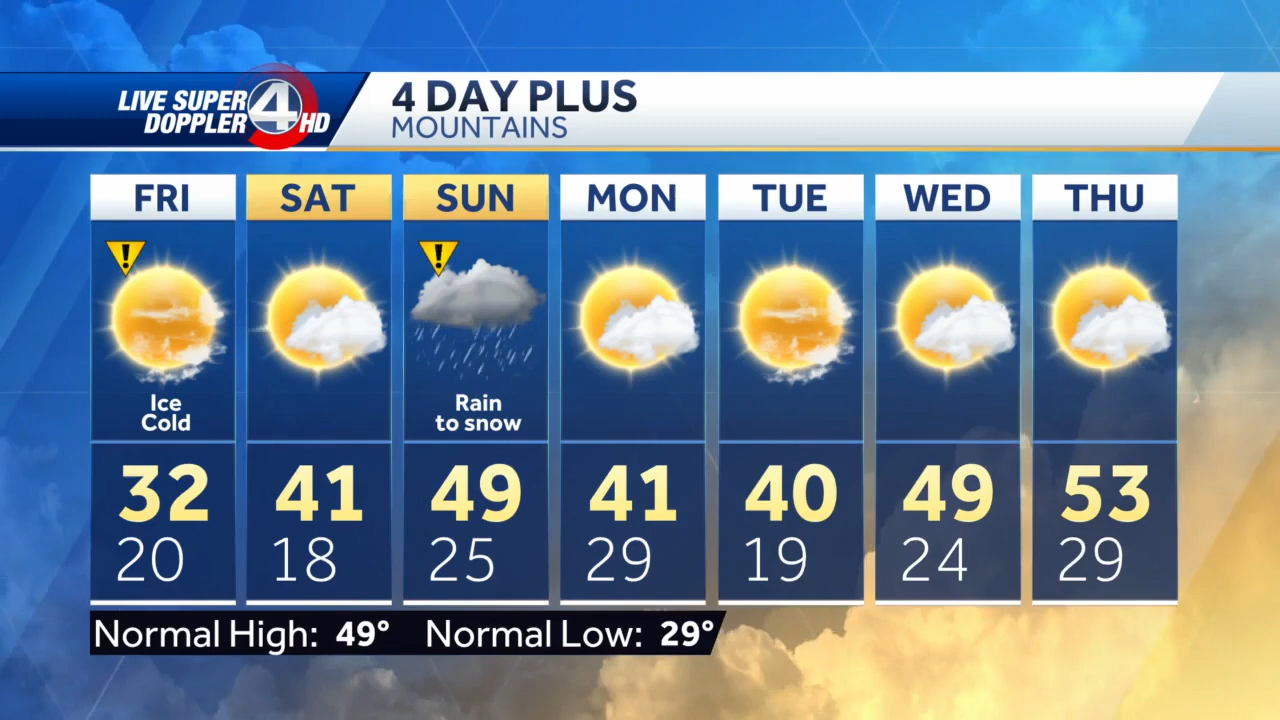 LIVE SUPER
DOPPLER 4 HD
4 DAY PLUS
MOUNTAINS
FRI SAT SUN MON TUE WED THU
! !
Ice Rain
Cold to snow
32 41 49 41 40 49 53
20 18 25 29 19 24 29
Normal High: 49° Normal Low: 29°